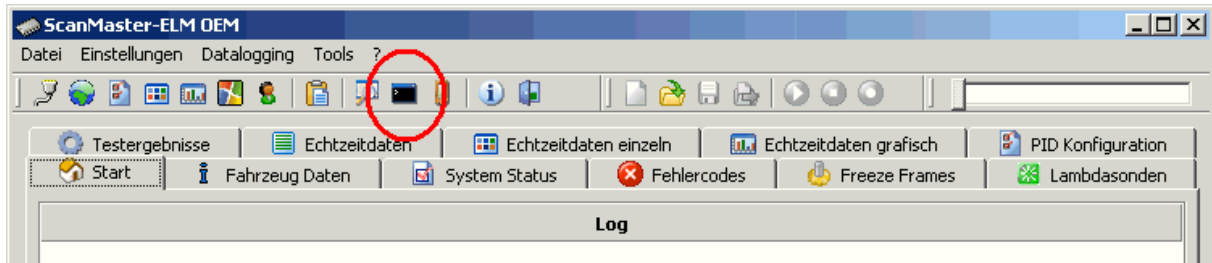 ScanMaster-ELM OEM
Datei Einstellungen Datalogging Tools ?
Testergebnisse Echtzeitdaten Echtzeitdaten einzeln Echtzeitdaten grafisch PID Konfiguration
Start Fahrzeug Daten System Status Fehlercodes Freeze Frames Lambdasonden
Log